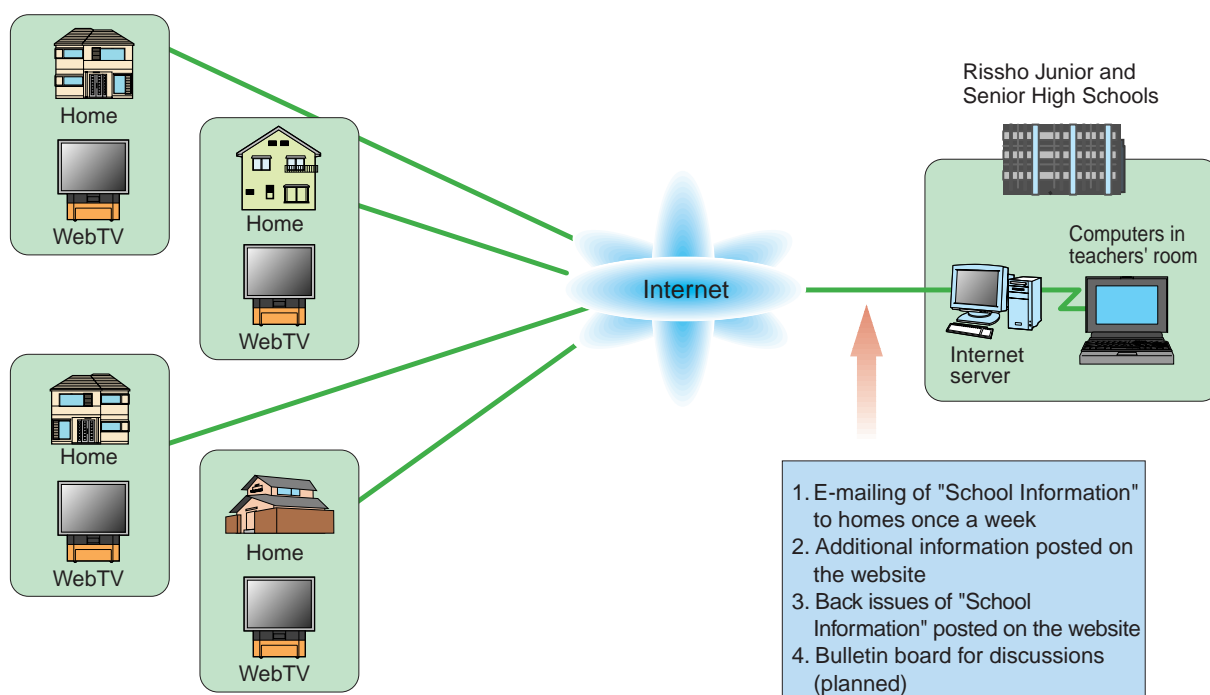 Home
WebTV
Home
WebTV
Home
WebTV
Home
WebTV
Internet
Rissho Junior and
Senior High Schools
Computers in
teachers' room
Internet
server
1. E-mailing of "School Information"
to homes once a week
2. Additional information posted on
the website
3. Back issues of "School
Information" posted on the website
4. Bulletin board for discussions
(planned)